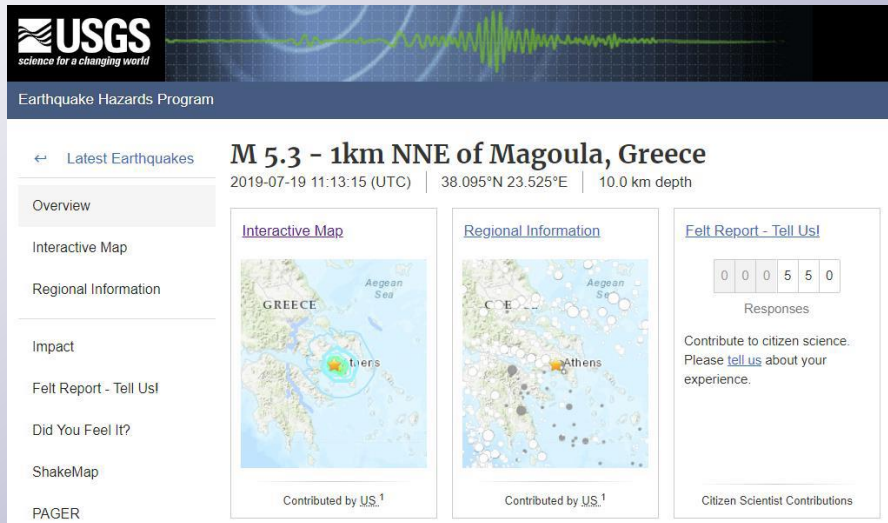 USGS
science for a changing world
Earthquake Hazards Program
↩ Latest Earthquakes
Overview
Interactive Map
Regional Information
Impact
Felt Report - Tell Us!
Did You Feel It?
ShakeMap
PAGER
M 5.3 - 1km NNE of Magoula, Greece
2019-07-19 11:13:15 (UTC) 38.095°N 23.525°E 10.0 km depth
Interactive Map
Aegean
Sea
GREECE
Contributed by US 1
Regional Information
Aegean
Athens
Contributed by US 1
Felt Report - Tell Us!
0 0 0 5 5 0
Responses
Contribute to citizen science.
Please tell us about your
experience.
Citizen Scientist Contributions